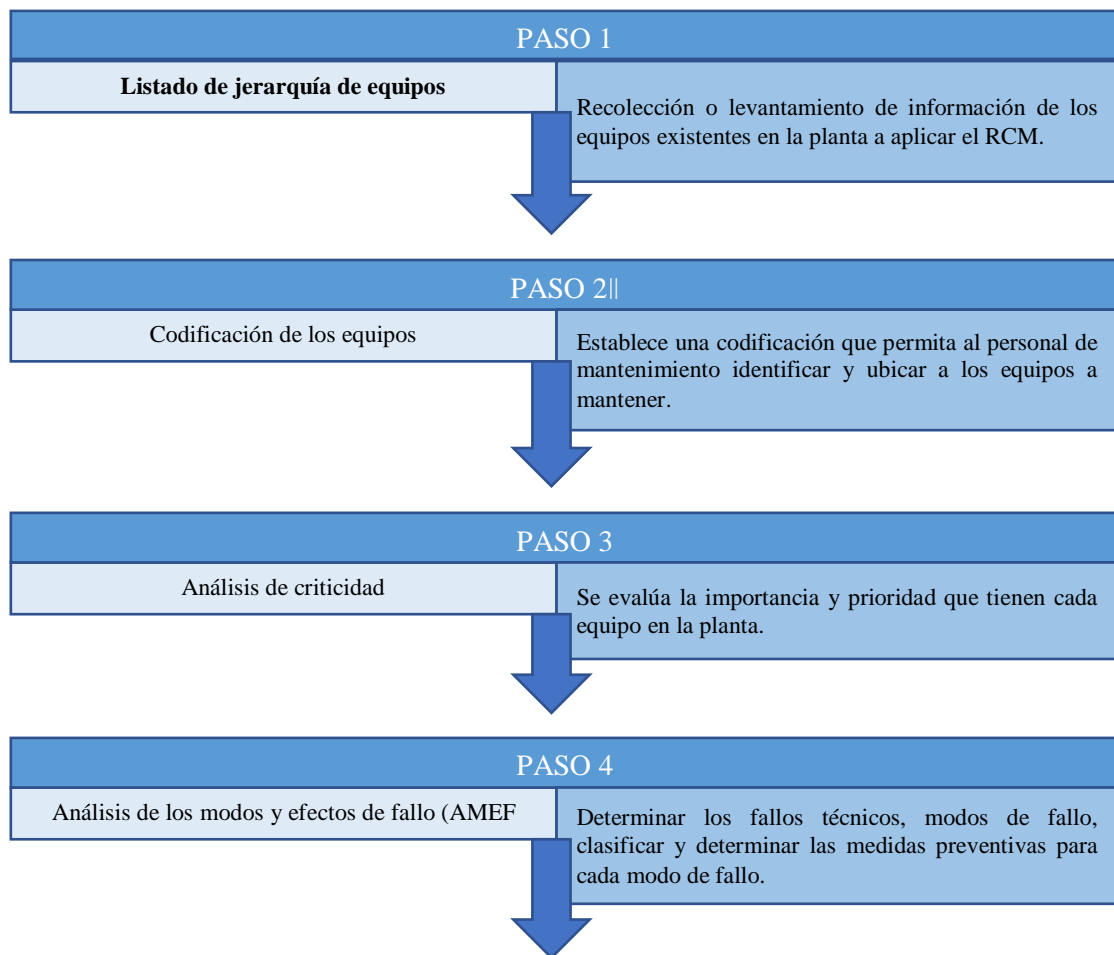 PASO 1
Listado de jerarquía de equipos
Recolección o levantamiento de información de los
equipos existentes en la planta a aplicar el RCM.
PASO 2||
Codificación de los equipos
Establece una codificación que permita al personal de
mantenimiento identificar y ubicar a los equipos a
mantener.
PASO 3
Análisis de criticidad
Se evalúa la importancia y prioridad que tienen cada
equipo en la planta.
PASO 4
Análisis de los modos y efectos de fallo (AMEF
Determinar los fallos técnicos, modos de fallo,
clasificar y determinar las medidas preventivas para
cada modo de fallo.